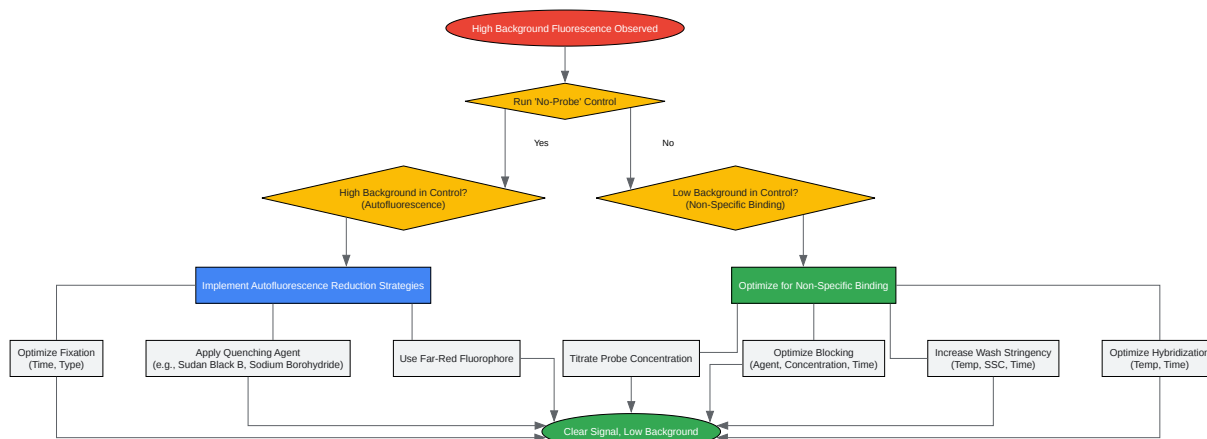 High Background Fluorescence Observed
Run 'No-Probe' Control
Yes
No
High Background in Control?
(Autofluorescence)
Low Background in Control?
(Non-Specific Binding)
Implement Autofluorescence Reduction Strategies
Optimize for Non-Specific Binding
Optimize Fixation
(Time, Type)
Apply Quenching Agent
(e.g., Sudan Black B, Sodium Borohydride)
Use Far-Red Fluorophore
Titrate Probe Concentration
Optimize Blocking
(Agent, Concentration, Time)
Increase Wash Stringency
(Temp, SSC, Time)
Optimize Hybridization
(Temp, Time)
Clear Signal, Low Background